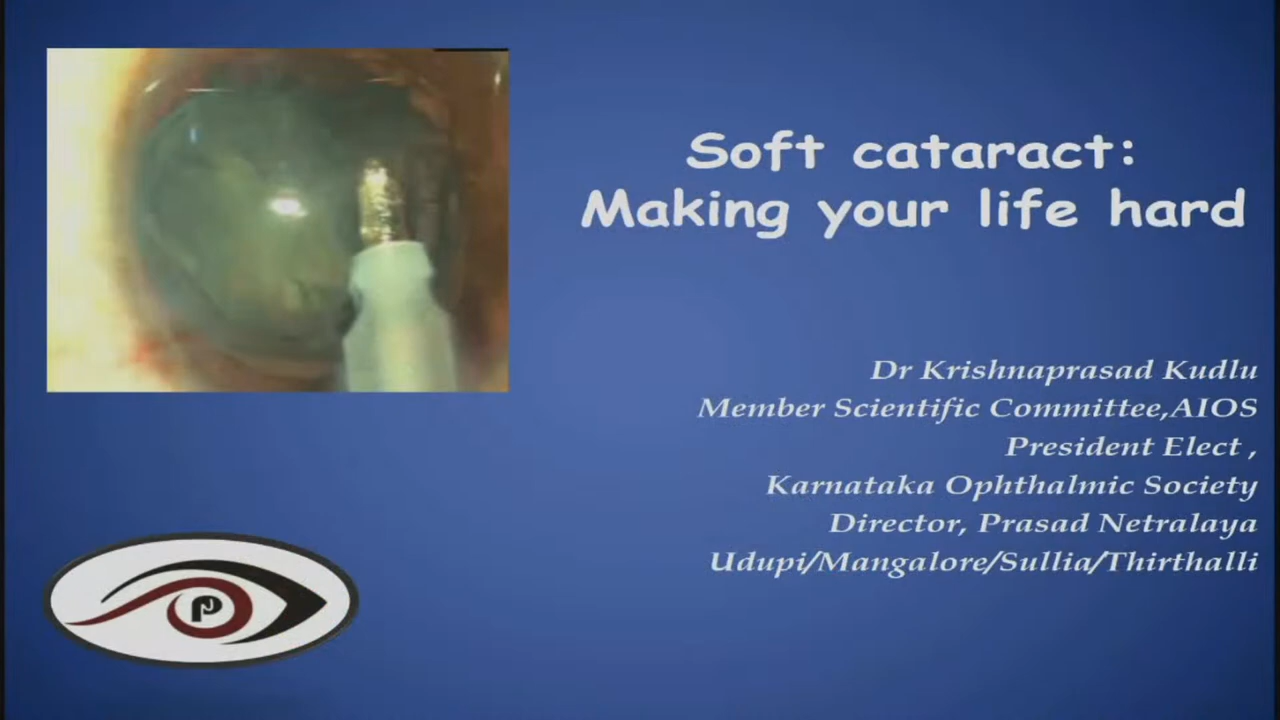 Soft cataract:
Making your life hard
Dr Krishnaprasad Kudlu
Member Scientific Committee,AIOS
President Elect ,
Karnataka Ophthalmic Society
Director, Prasad Netralaya
Udupi/Mangalore/Sullia/Thirthalli